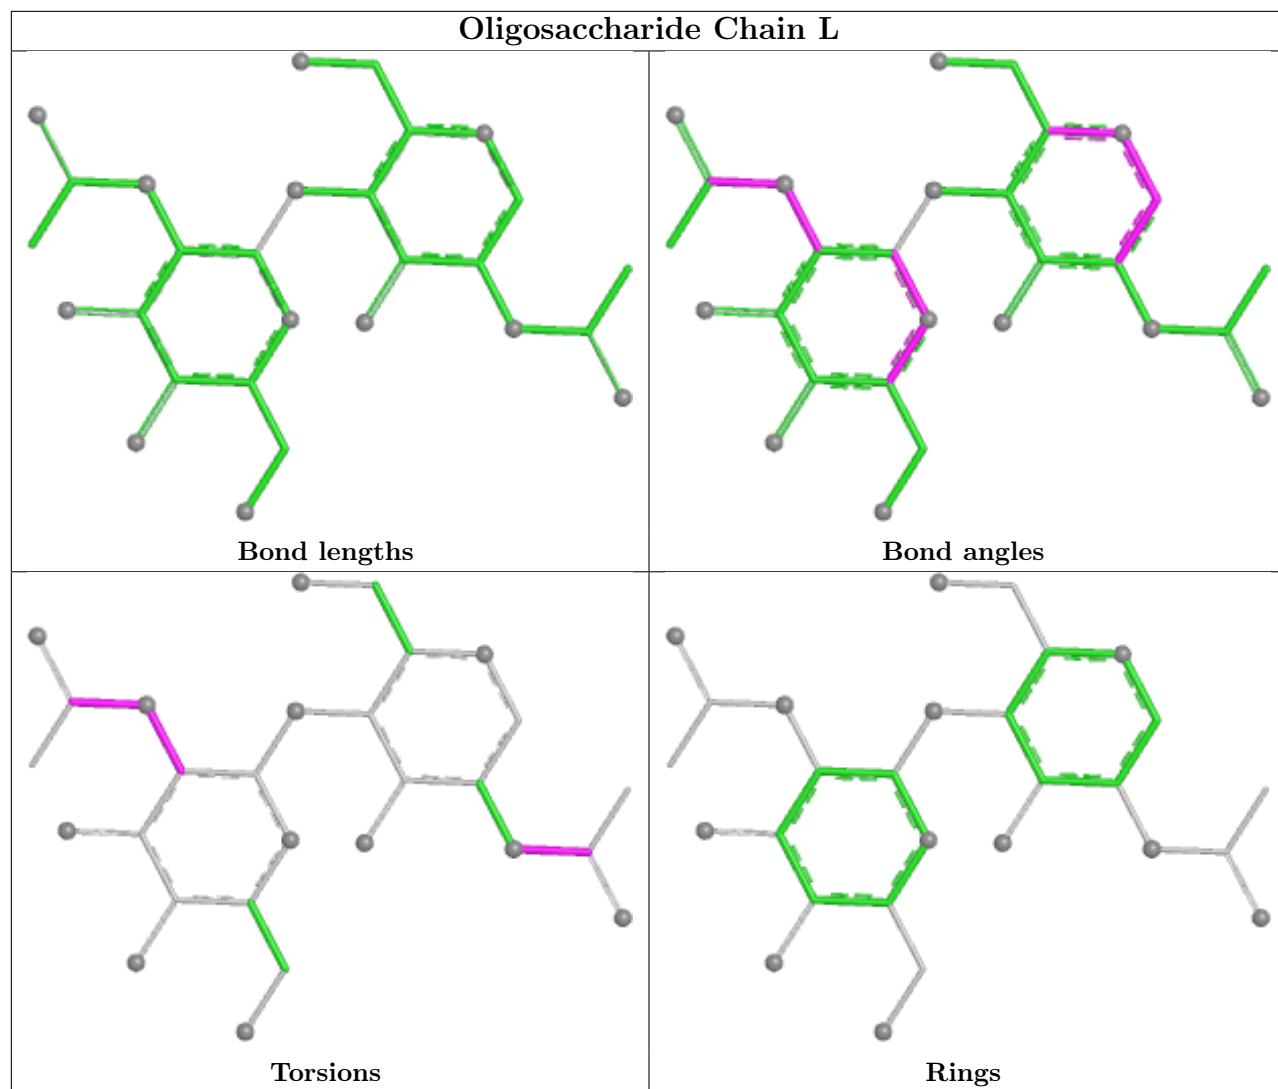 Oligosaccharide Chain L
Bond lengths
Bond angles
Torsions
Rings